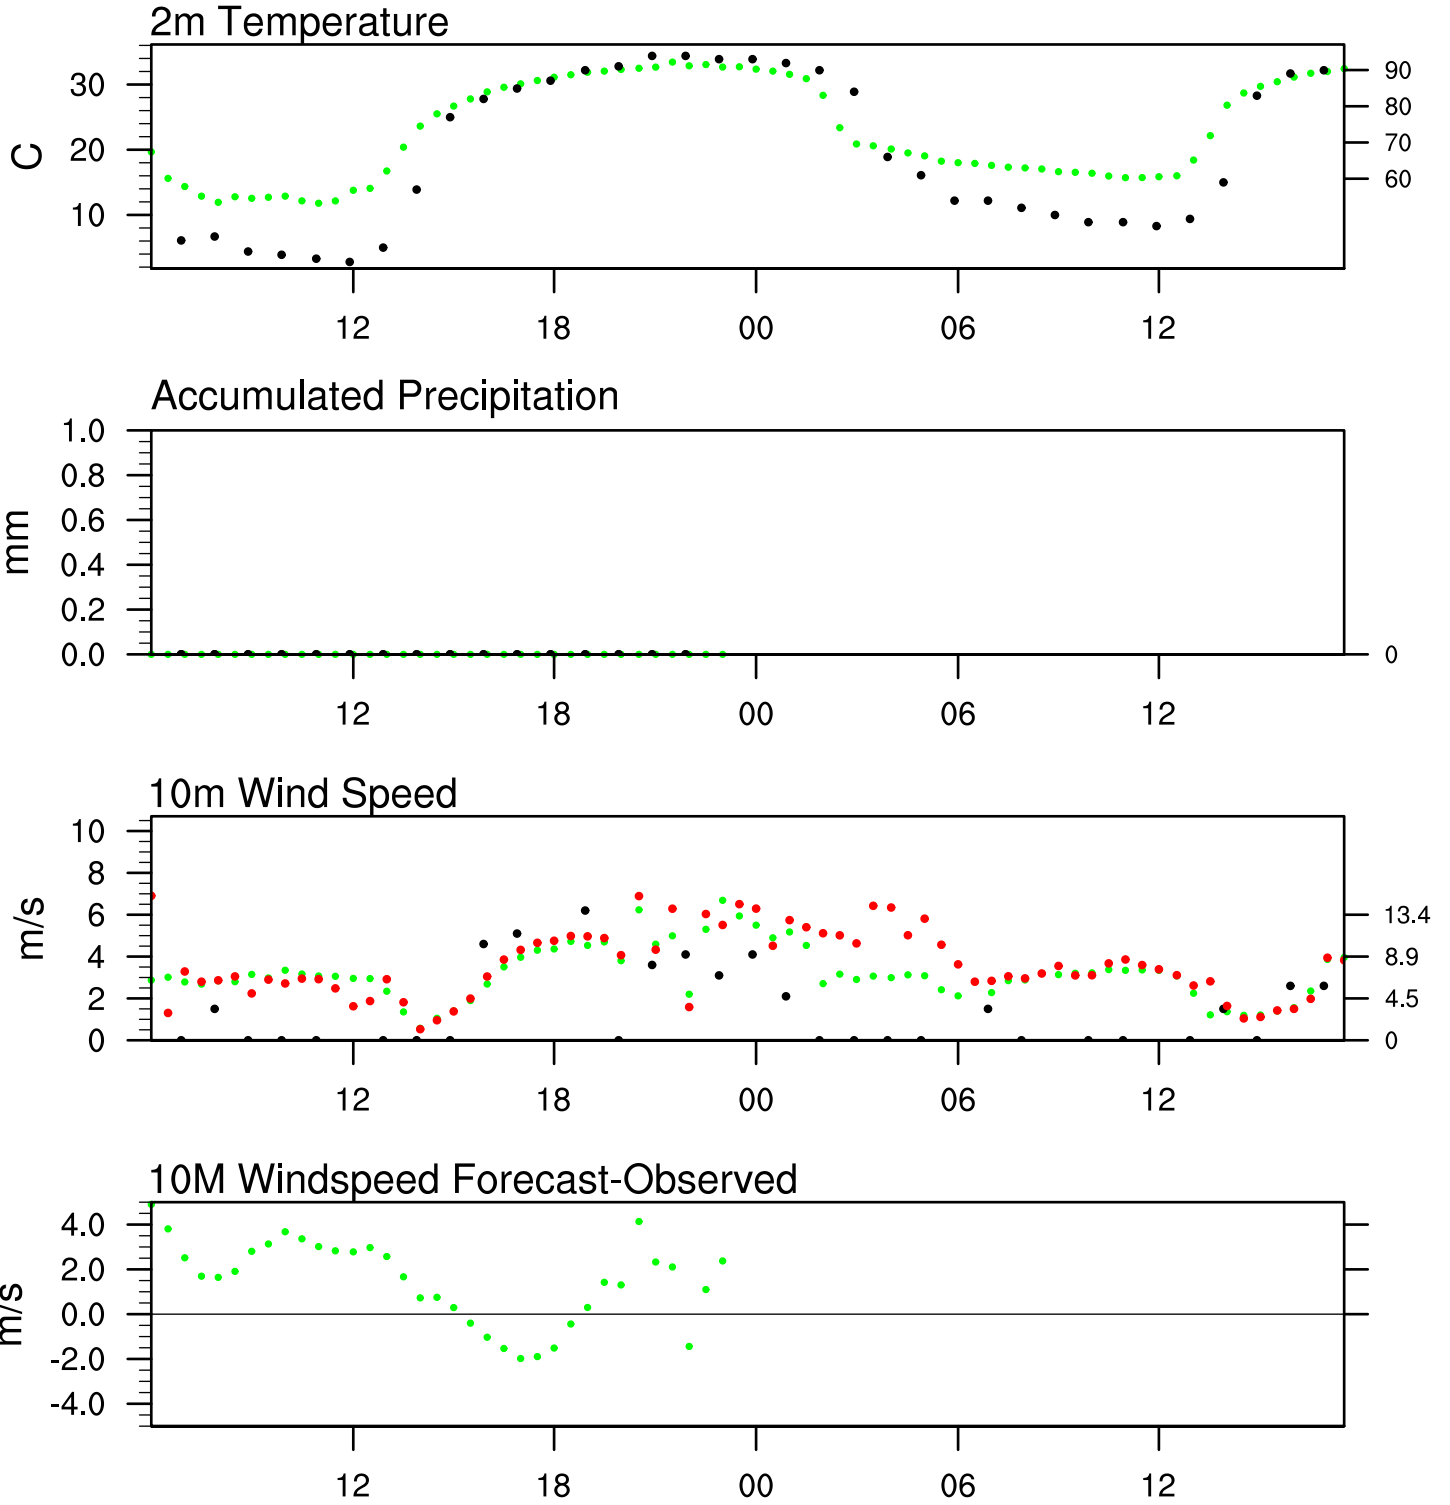 2m Temperature
C
30
20
10
90
80
70
60
12 18 00 06 12
Accumulated Precipitation
mm
1.0
0.8
0.6
0.4
0.2
0.0
0
12 18 00 06 12
10m Wind Speed
m/s
10
8
6
4
2
0
13.4
8.9
4.5
0
12 18 00 06 12
10M Windspeed Forecast-Observed
m/s
4.0
2.0
0.0
-2.0
-4.0
12 18 00 06 12